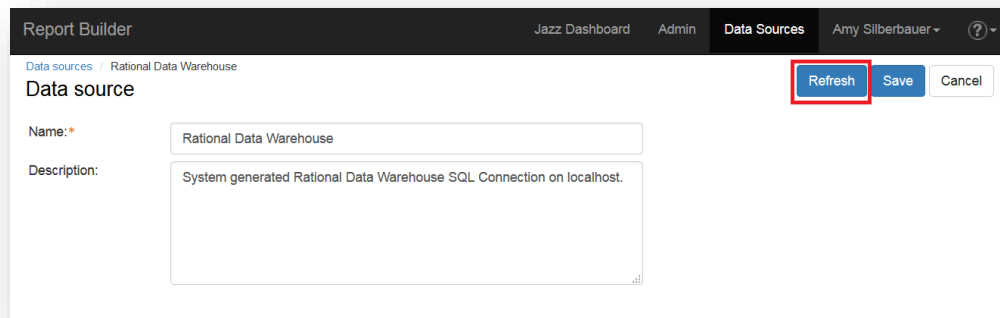 Report Builder Jazz Dashboard Admin Data Sources Amy Silberbauer ?
Data sources / Rational Data Warehouse
Data source Refresh Save Cancel
Name:* Rational Data Warehouse
Description: System generated Rational Data Warehouse SQL Connection on localhost.